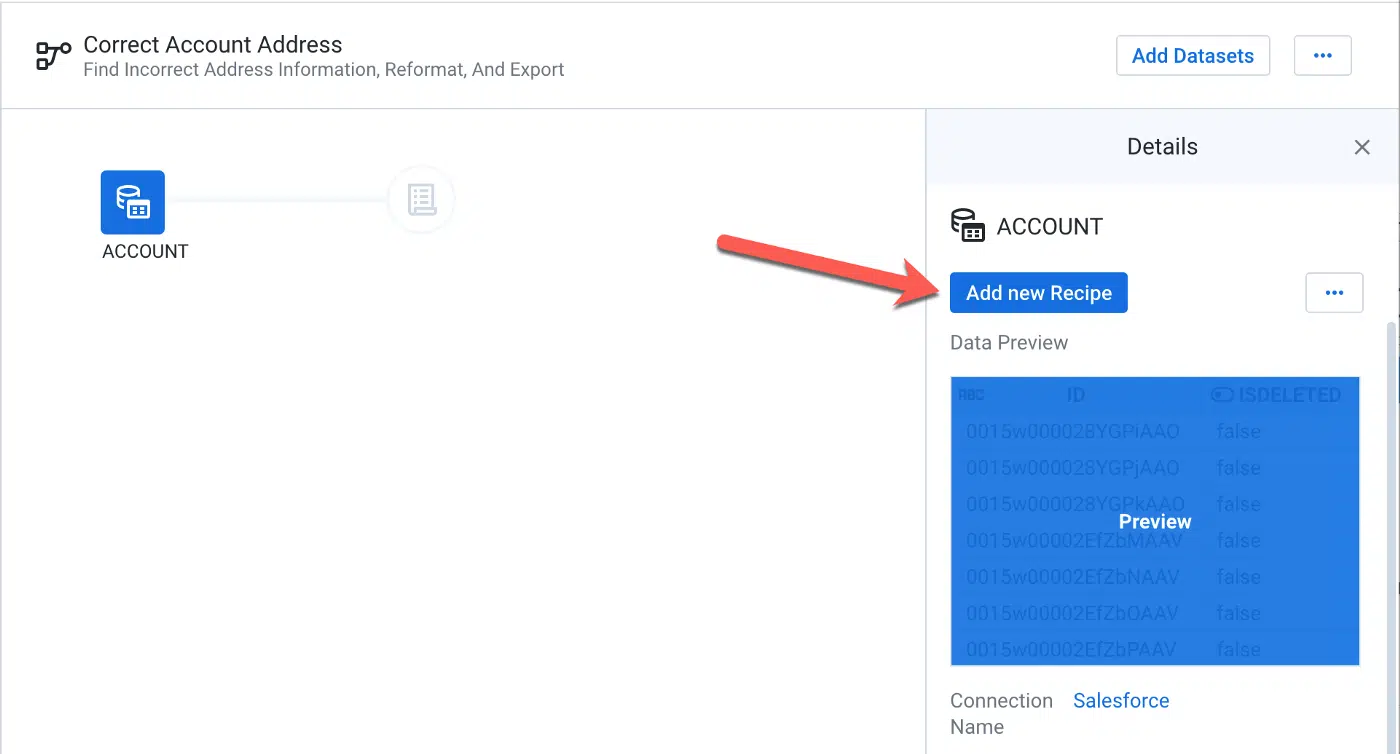 Correct Account Address
Find Incorrect Address Information, Reformat, And Export
Add Datasets
ACCOUNT
Details
ACCOUNT
Add new Recipe
Data Preview
ABC ID ISDELETED
0015w000028YGPiAAO false
0015w000028YGPjAAO false
0015w000028YGPkAAO false
Preview
0015w00002EfZbMAAV false
0015w00002EfZbNAAV false
0015w00002EfZbOAAV false
0015w00002EfZbPAAV false
Connection Salesforce
Name